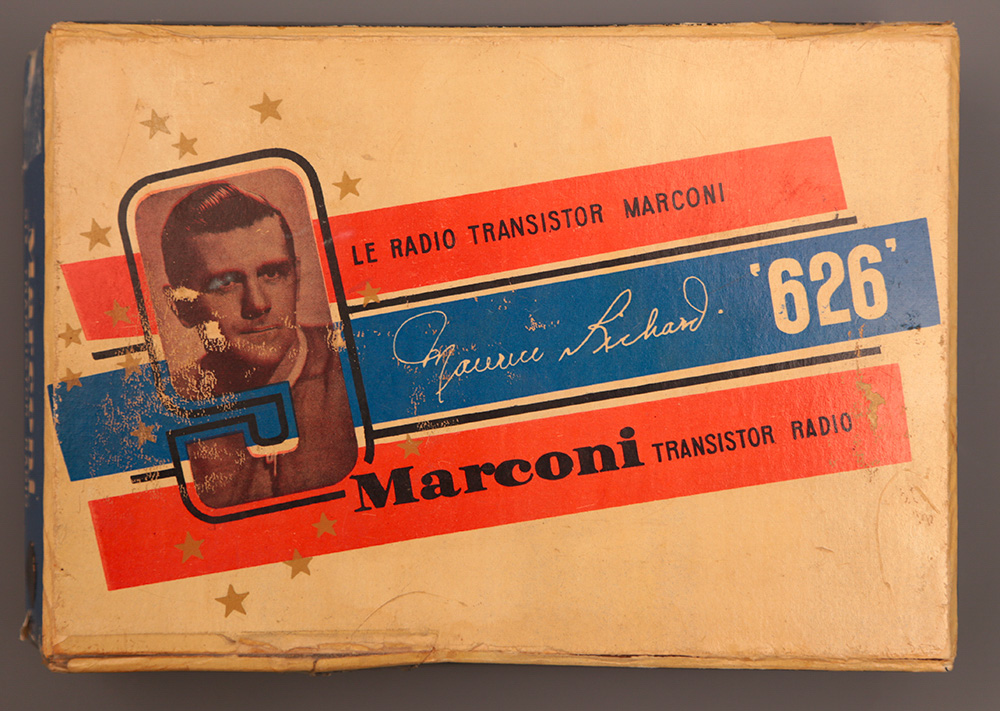 LE RADIO TRANSISTOR MARCONI
Maurice Richard.
'626'
Marconi TRANSISTOR RADIO